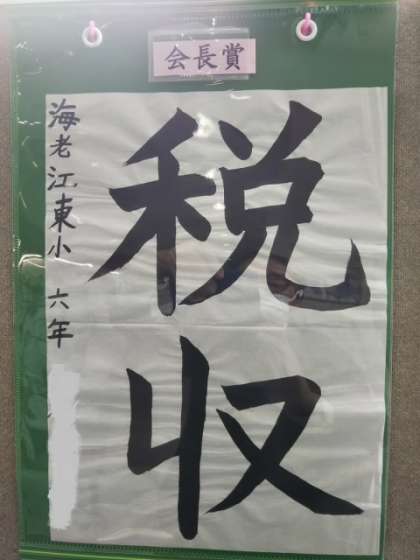 会長賞
税収
海老江東小 六年